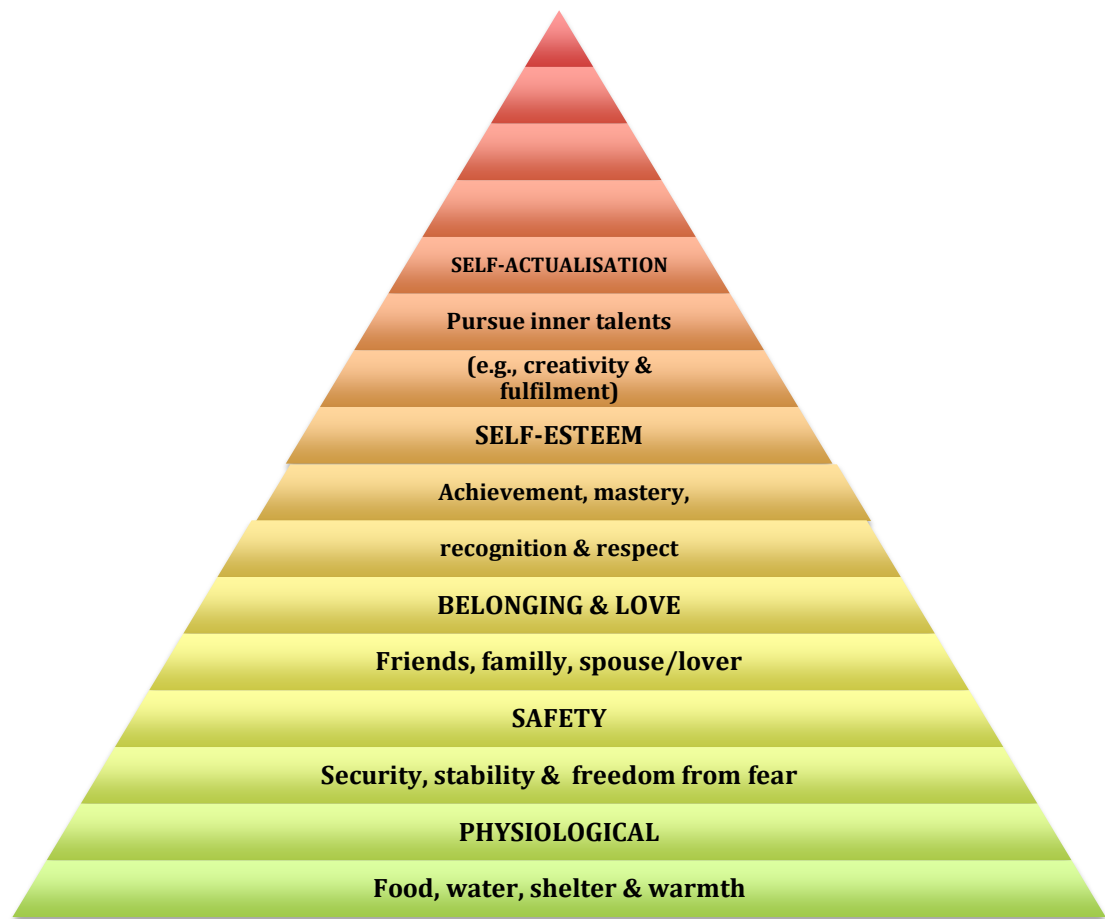 SELF-ACTUALISATION
Pursue inner talents
(e.g., creativity &
fulfilment)
SELF-ESTEEM
Achievement, mastery,
recognition & respect
BELONGING & LOVE
Friends, familly, spouse/lover
SAFETY
Security, stability & freedom from fear
PHYSIOLOGICAL
Food, water, shelter & warmth